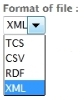 Format of file :
XML
TCS
CSV
RDF
XML